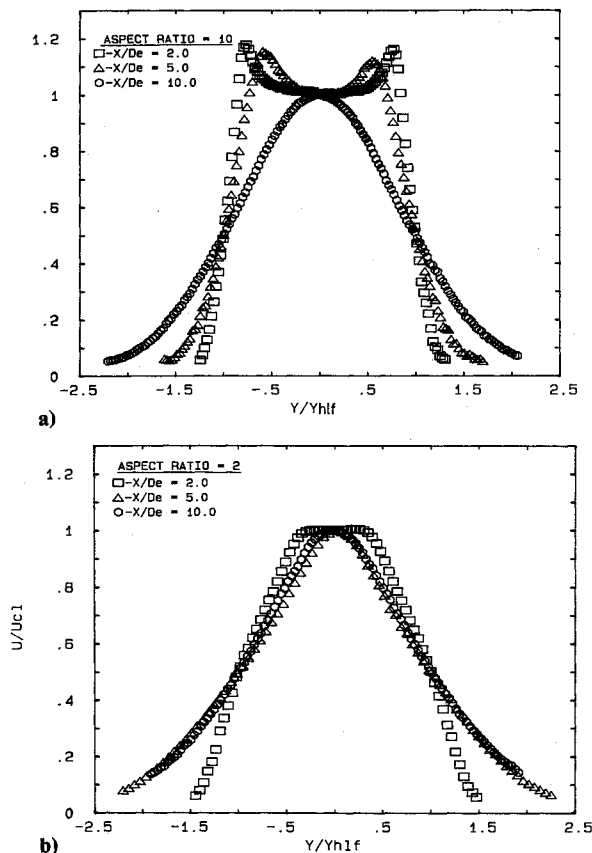 1.2
ASPECT RATIO = 10
□-X/De = 2.0
△-X/De = 5.0
○-X/De = 10.0
1
.8
.6
.4
.2
0
-2.5 -1.5 -.5 .5 1.5 2.5
Y/Yhlf
a)
1.2
ASPECT RATIO = 2
□-X/De = 2.0
△-X/De = 5.0
○-X/De = 10.0
1
.8
U/Ucl
.6
.4
.2
0
-2.5 -1.5 -.5 .5 1.5 2.5
Y/Yhlf
b)